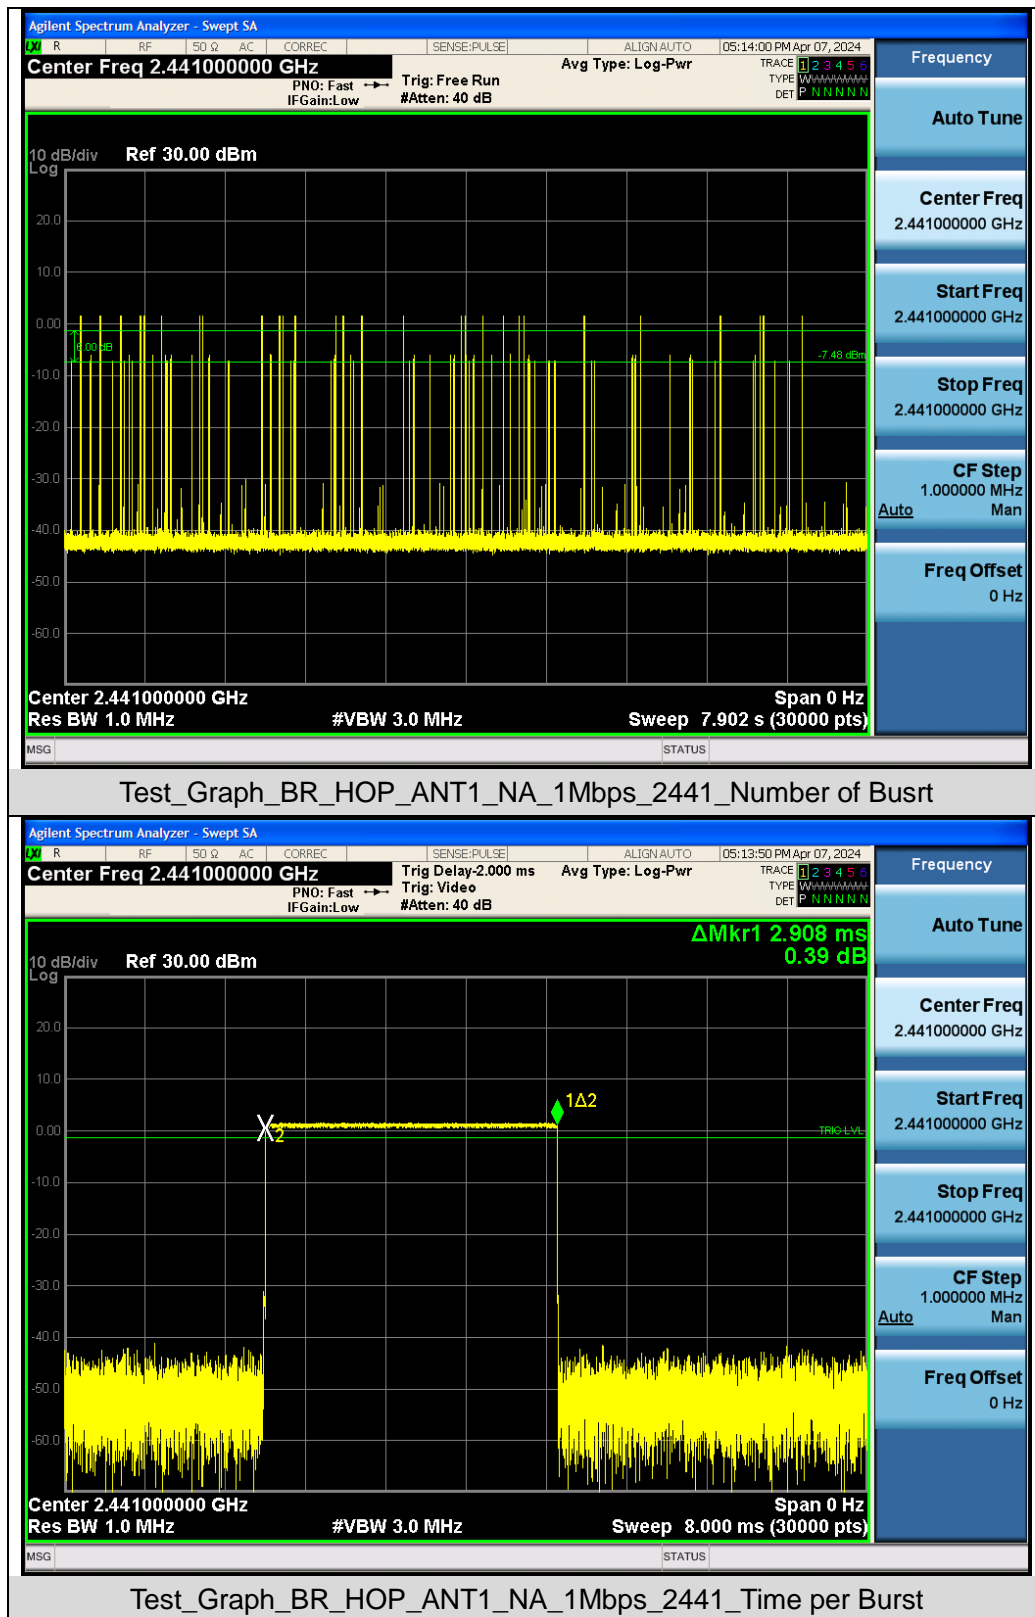 Agilent Spectrum Analyzer - Swept SA
LXI R RF 50 Ω AC CORREC SENSE:PULSE ALIGN AUTO 05:14:00 PM Apr 07, 2024
Center Freq 2.441000000 GHz Avg Type: Log-Pwr TRACE 1 2 3 4 5 6
PNO: Fast Trig: Free Run TYPE
IFGain:Low #Atten: 40 dB DET P N N N N N
Frequency
Auto Tune
10 dB/div Ref 30.00 dBm
Log
20.0
10.0
0.00
6.00 dB
-7.48 dBm
-10.0
-20.0
-30.0
-40.0
-50.0
-60.0
Center Freq
2.441000000 GHz
Start Freq
2.441000000 GHz
Stop Freq
2.441000000 GHz
CF Step
1.000000 MHz
Auto Man
Freq Offset
0 Hz
Center 2.441000000 GHz Span 0 Hz
Res BW 1.0 MHz #VBW 3.0 MHz Sweep 7.902 s (30000 pts)
MSG STATUS
Test_Graph_BR_HOP_ANT1_NA_1Mbps_2441_Number of Busrt
Agilent Spectrum Analyzer - Swept SA
LXI R RF 50 Ω AC CORREC SENSE:PULSE ALIGN AUTO 05:13:50 PM Apr 07, 2024
Center Freq 2.441000000 GHz Trig Delay-2.000 ms Avg Type: Log-Pwr TRACE 1 2 3 4 5 6
PNO: Fast Trig: Video TYPE
IFGain:Low #Atten: 40 dB DET P N N N N N
Frequency
Auto Tune
ΔMkr1 2.908 ms
0.39 dB
10 dB/div Ref 30.00 dBm
Log
20.0
10.0
1Δ2
2
0.00
TRIG LVL
-10.0
-20.0
-30.0
-40.0
-50.0
-60.0
Center Freq
2.441000000 GHz
Start Freq
2.441000000 GHz
Stop Freq
2.441000000 GHz
CF Step
1.000000 MHz
Auto Man
Freq Offset
0 Hz
Center 2.441000000 GHz Span 0 Hz
Res BW 1.0 MHz #VBW 3.0 MHz Sweep 8.000 ms (30000 pts)
MSG STATUS
Test_Graph_BR_HOP_ANT1_NA_1Mbps_2441_Time per Burst